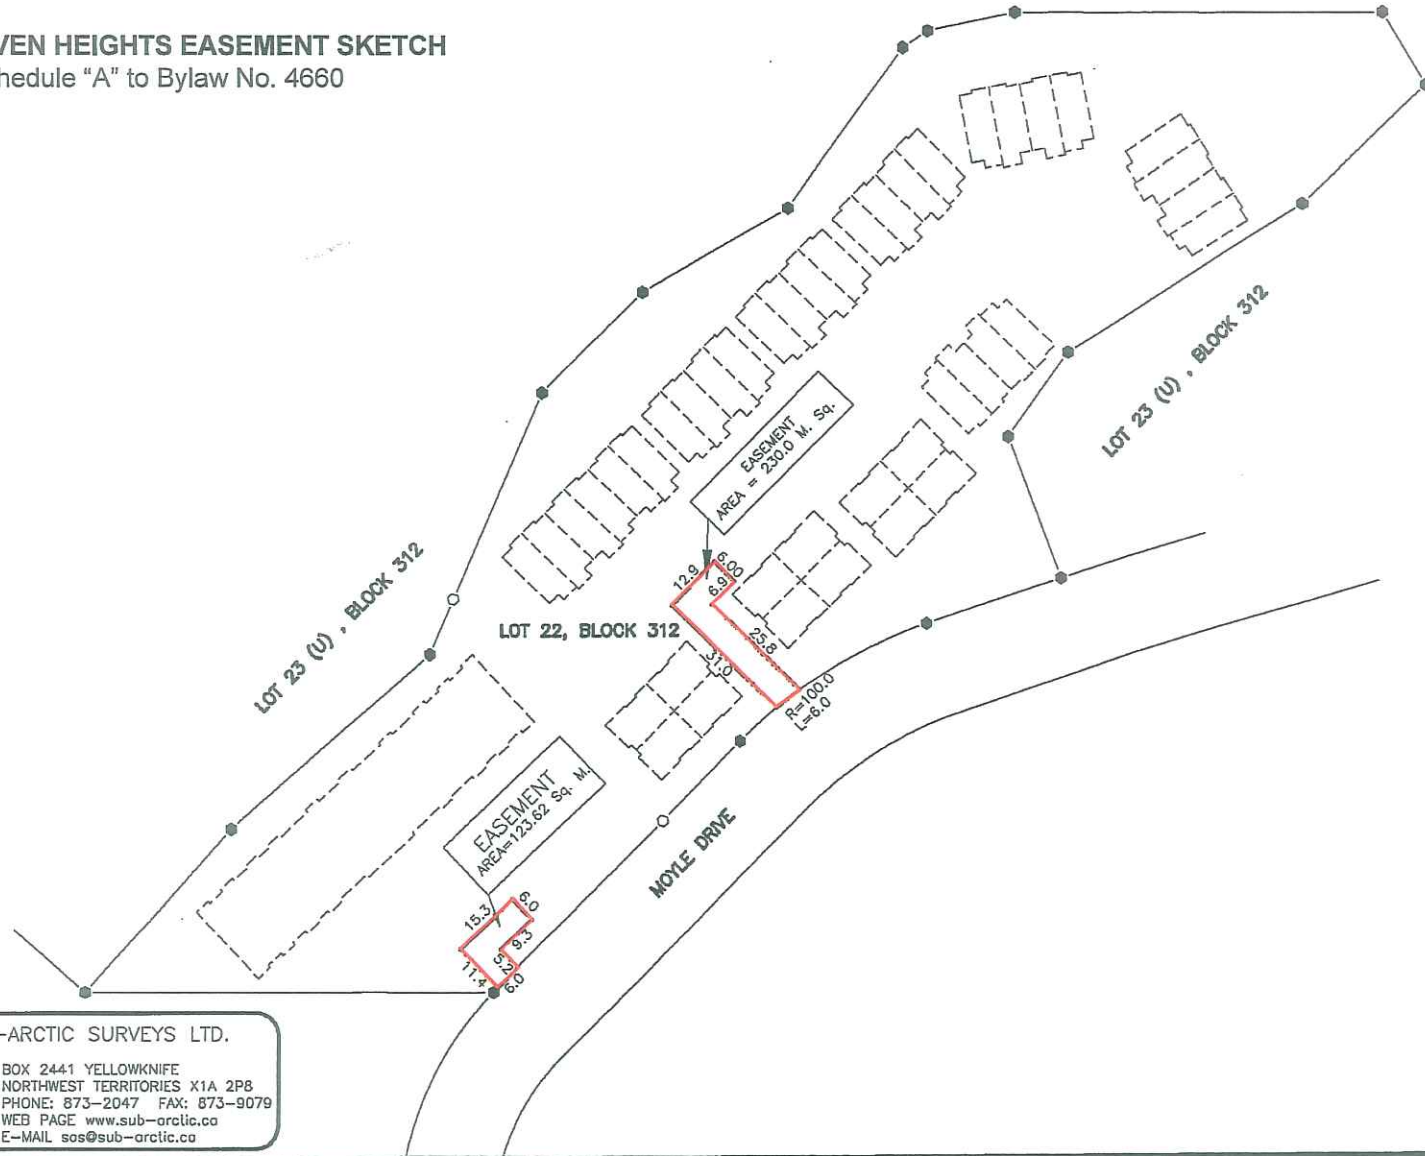 VEN HEIGHTS EASEMENT SKETCH
hedule “A” to Bylaw No. 4660
LOT 23 (U) , BLOCK 312
EASEMENT
AREA = 230.0 M. Sq.
12.9
6.00
6.9
25.8
31.0
R=100.0
L=6.0
LOT 23 (U) , BLOCK 312
LOT 22, BLOCK 312
EASEMENT
AREA=123.62 Sq. M.
MOYLE DRIVE
15.3
6.0
9.3
5.2
11.4
6.0
-ARCTIC SURVEYS LTD.
BOX 2441 YELLOWKNIFE
NORTHWEST TERRITORIES X1A 2P8
PHONE: 873-2047 FAX: 873-9079
WEB PAGE www.sub-arctic.ca
E-MAIL sas@sub-arctic.ca